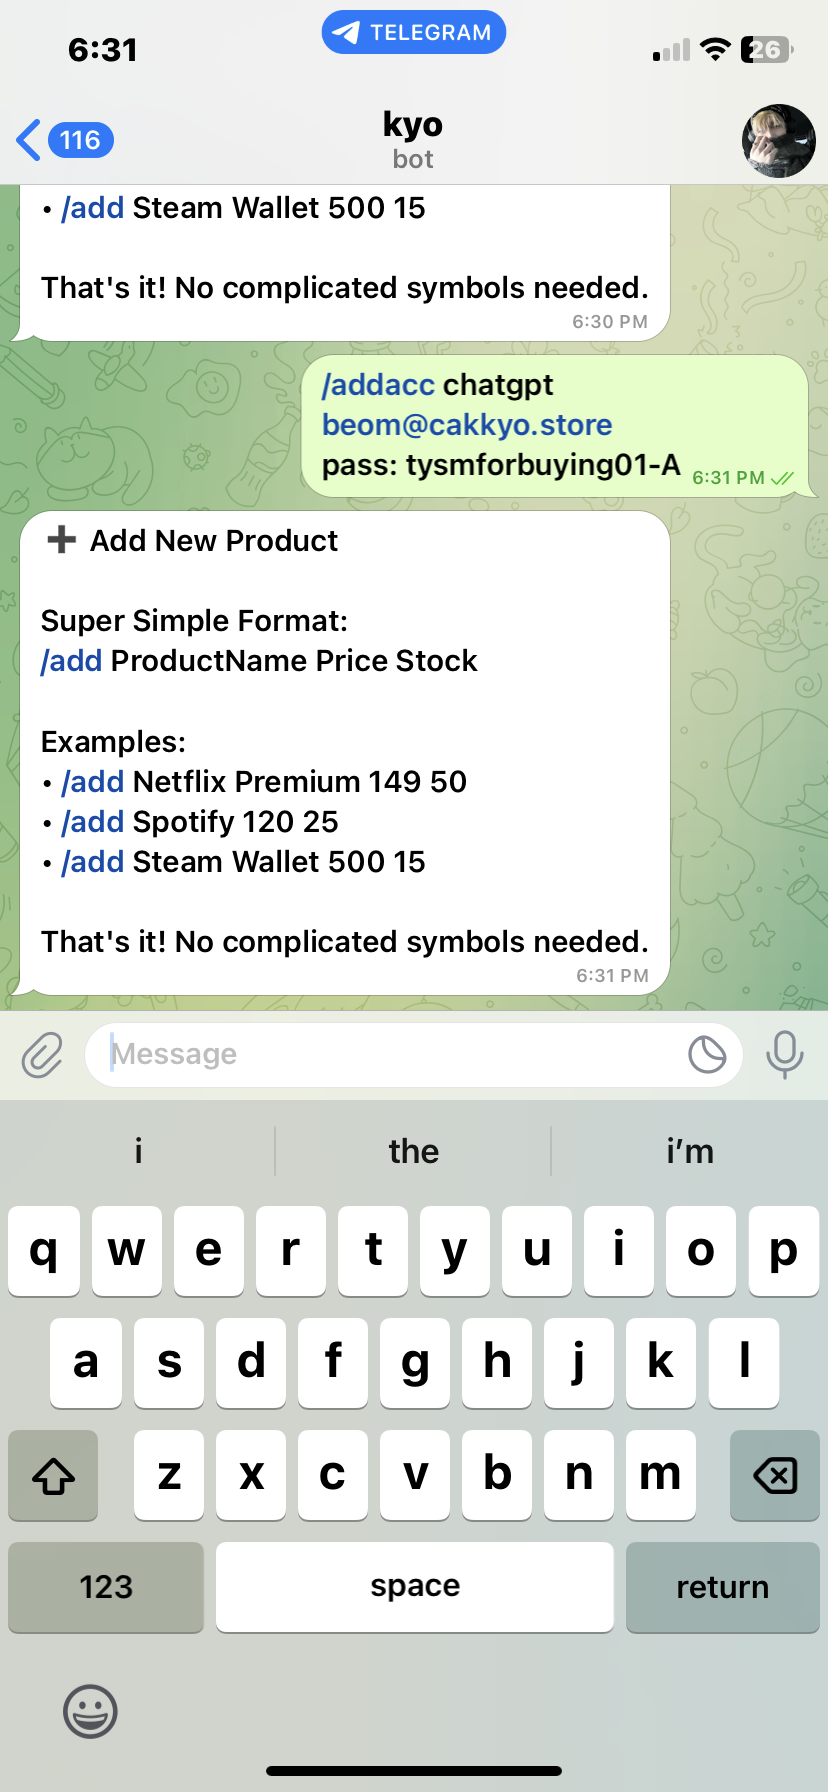 6:31
TELEGRAM
26
116
kyo
bot
• /add Steam Wallet 500 15
That's it! No complicated symbols needed.
6:30 PM
/addacc chatgpt
beom@cakkyo.store
pass: tysmforbuying01-A
6:31 PM
➕ Add New Product
Super Simple Format:
/add ProductName Price Stock
Examples:
• /add Netflix Premium 149 50
• /add Spotify 120 25
• /add Steam Wallet 500 15
That's it! No complicated symbols needed.
6:31 PM
Message
i the i’m
q w e r t y u i o p
a s d f g h j k l
z x c v b n m
123 space return